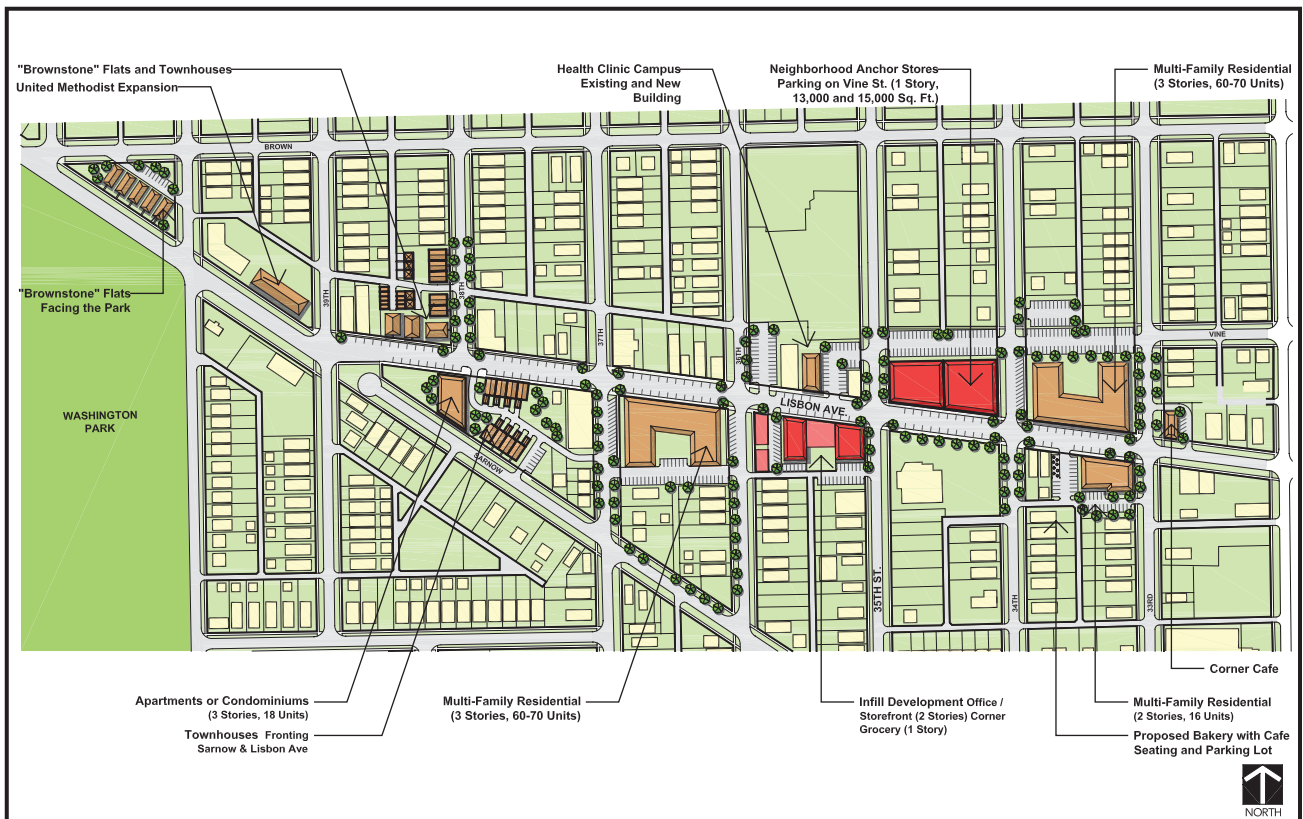 "Brownstone" Flats and Townhouses
United Methodist Expansion
Health Clinic Campus
Existing and New
Building
Neighborhood Anchor Stores
Parking on Vine St. (1 Story,
13,000 and 15,000 Sq. Ft.)
Multi-Family Residential
(3 Stories, 60-70 Units)
BROWN
"Brownstone" Flats
Facing the Park
39TH
38TH
37TH
36TH
VINE
LISBON AVE.
WASHINGTON
PARK
SARNOW
35TH ST.
34TH
33RD
Corner Cafe
Apartments or Condominiums
(3 Stories, 18 Units)
Townhouses Fronting
Sarnow & Lisbon Ave
Multi-Family Residential
(3 Stories, 60-70 Units)
Infill Development Office /
Storefront (2 Stories) Corner
Grocery (1 Story)
Multi-Family Residential
(2 Stories, 16 Units)
Proposed Bakery with Cafe
Seating and Parking Lot
NORTH